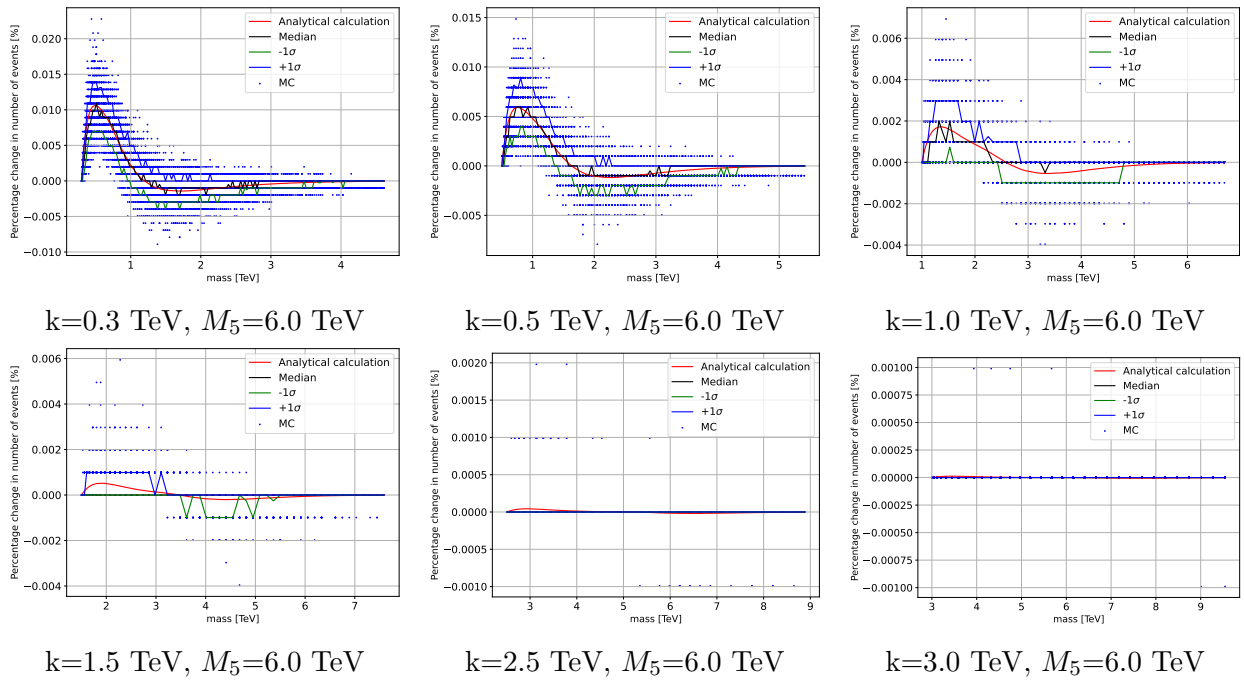 Percentage change in number of events [%]
0.020
0.015
0.010
0.005
0.000
−0.005
−0.010
1 2 3 4
mass [TeV]
Analytical calculation
Median
-1σ
+1σ
MC
k=0.3 TeV, M5=6.0 TeV
Percentage change in number of events [%]
0.015
0.010
0.005
0.000
−0.005
1 2 3 4 5
mass [TeV]
Analytical calculation
Median
-1σ
+1σ
MC
k=0.5 TeV, M5=6.0 TeV
Percentage change in number of events [%]
0.006
0.004
0.002
0.000
−0.002
−0.004
1 2 3 4 5 6
mass [TeV]
Analytical calculation
Median
-1σ
+1σ
MC
k=1.0 TeV, M5=6.0 TeV
Percentage change in number of events [%]
0.006
0.004
0.002
0.000
−0.002
−0.004
2 3 4 5 6 7
mass [TeV]
Analytical calculation
Median
-1σ
+1σ
MC
k=1.5 TeV, M5=6.0 TeV
Percentage change in number of events [%]
0.0020
0.0015
0.0010
0.0005
0.0000
−0.0005
−0.0010
3 4 5 6 7 8 9
mass [TeV]
Analytical calculation
Median
-1σ
+1σ
MC
k=2.5 TeV, M5=6.0 TeV
Percentage change in number of events [%]
0.00100
0.00075
0.00050
0.00025
0.00000
−0.00025
−0.00050
−0.00075
−0.00100
3 4 5 6 7 8 9
mass [TeV]
Analytical calculation
Median
-1σ
+1σ
MC
k=3.0 TeV, M5=6.0 TeV